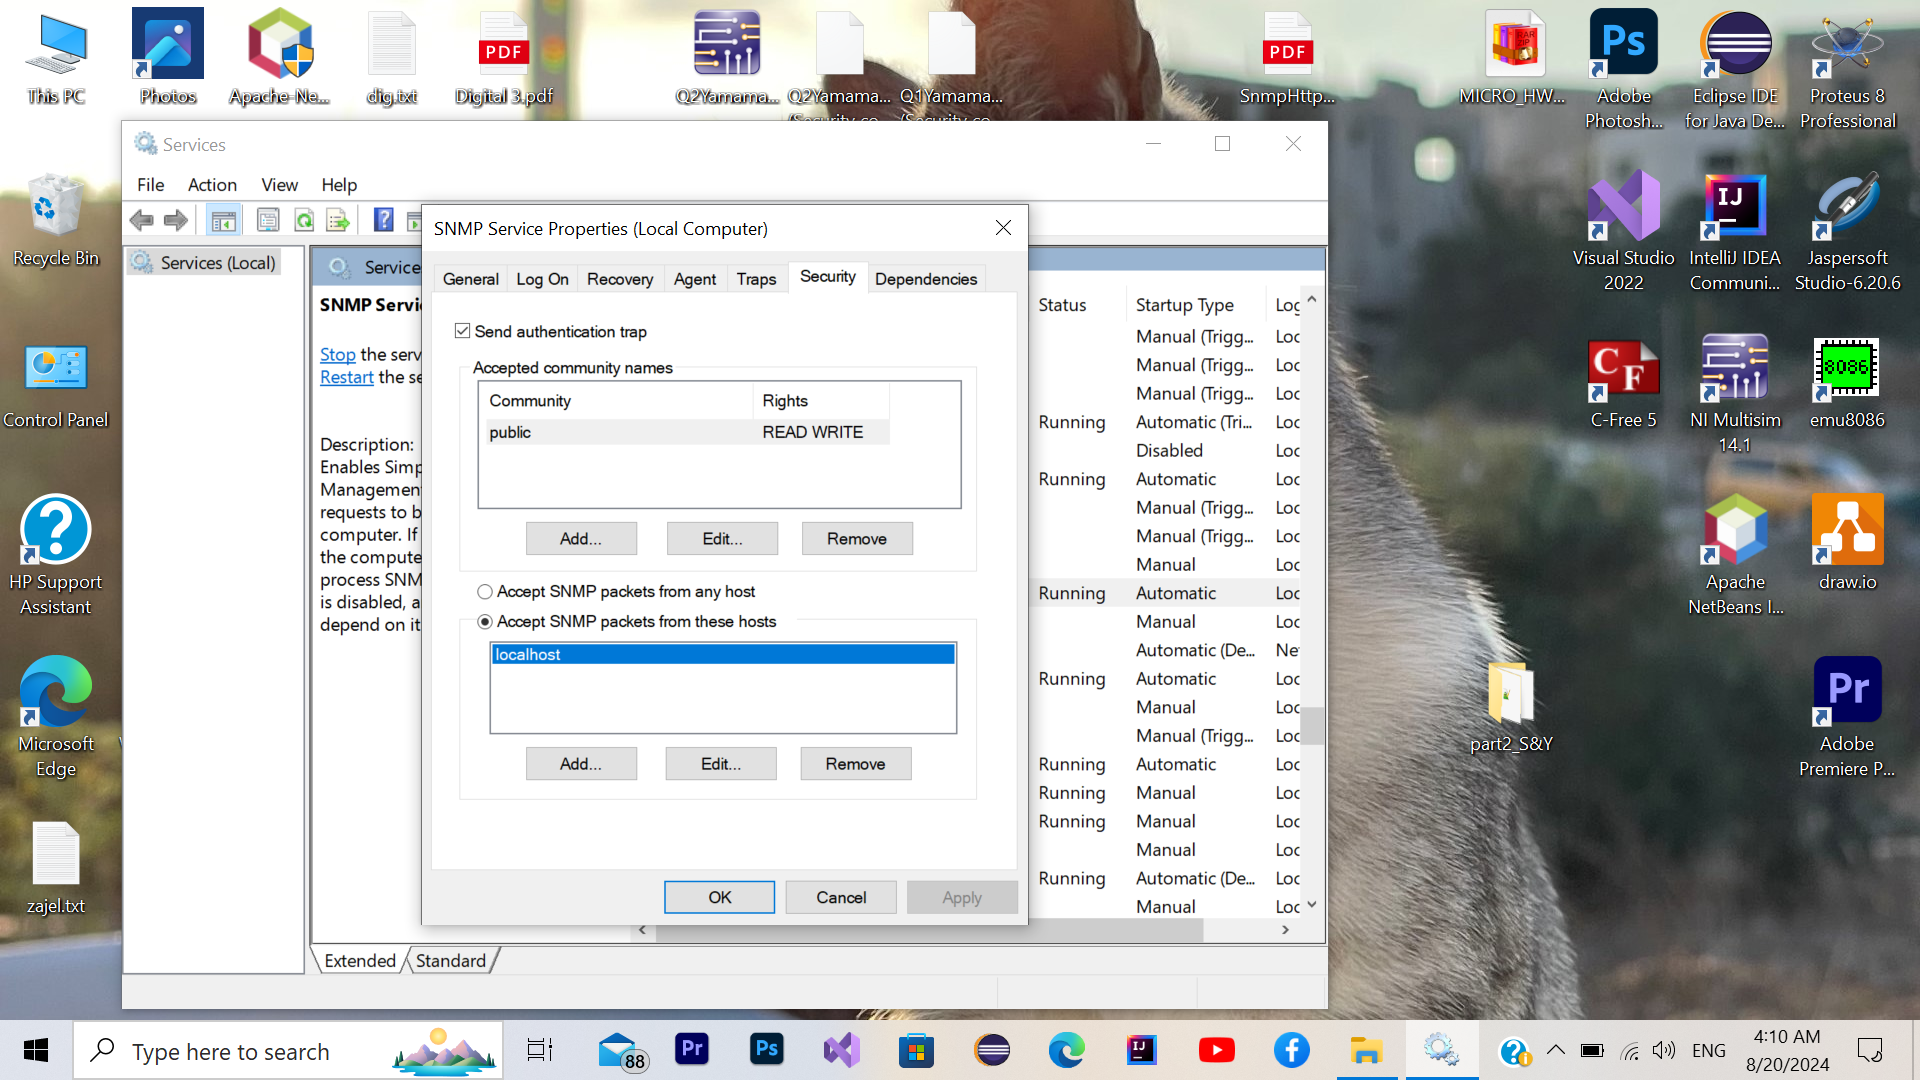 This PC
Photos
Apache-Ne...
dig.txt
PDF
Digital 3.pdf
Q2Yamama...
Q2Yamama...
Q1Yamama...
PDF
SnmpHttp...
MICRO_HW...
Ps
Adobe
Photosh...
Eclipse IDE
for Java De...
Proteus 8
Professional
Recycle Bin
Control Panel
HP Support
Assistant
Microsoft
Edge
zajel.txt
Visual Studio
2022
IJ
IntelliJ IDEA
Communi...
Jaspersoft
Studio-6.20.6
C F
C-Free 5
NI Multisim
14.1
8086
emu8086
Apache
NetBeans I...
draw.io
part2_S&Y
Pr
Adobe
Premiere P...
Services
File Action View Help
Services (Local)
Service
SNMP Servi
Stop the serv
Restart the se
Description:
Enables Simp
Management
requests to b
computer. If
the compute
process SNM
is disabled, a
depend on it
SNMP Service Properties (Local Computer)
General Log On Recovery Agent Traps Security Dependencies
Send authentication trap
Accepted community names
Community Rights
public READ WRITE
Add... Edit... Remove
Accept SNMP packets from any host
Accept SNMP packets from these hosts
localhost
Add... Edit... Remove
OK Cancel Apply
Status Startup Type Log
Manual (Trigg... Loc
Manual (Trigg... Loc
Manual (Trigg... Loc
Running Automatic (Tri... Loc
Disabled Loc
Running Automatic Loc
Manual (Trigg... Loc
Manual (Trigg... Loc
Manual Loc
Running Automatic Loc
Manual Loc
Automatic (De... Ne
Running Automatic Loc
Manual Loc
Manual (Trigg... Loc
Running Automatic Loc
Running Manual Loc
Running Manual Loc
Manual Loc
Running Automatic (De... Loc
Manual Loc
Extended Standard
Type here to search
88
Pr
Ps
IJ
ENG
4:10 AM
8/20/2024